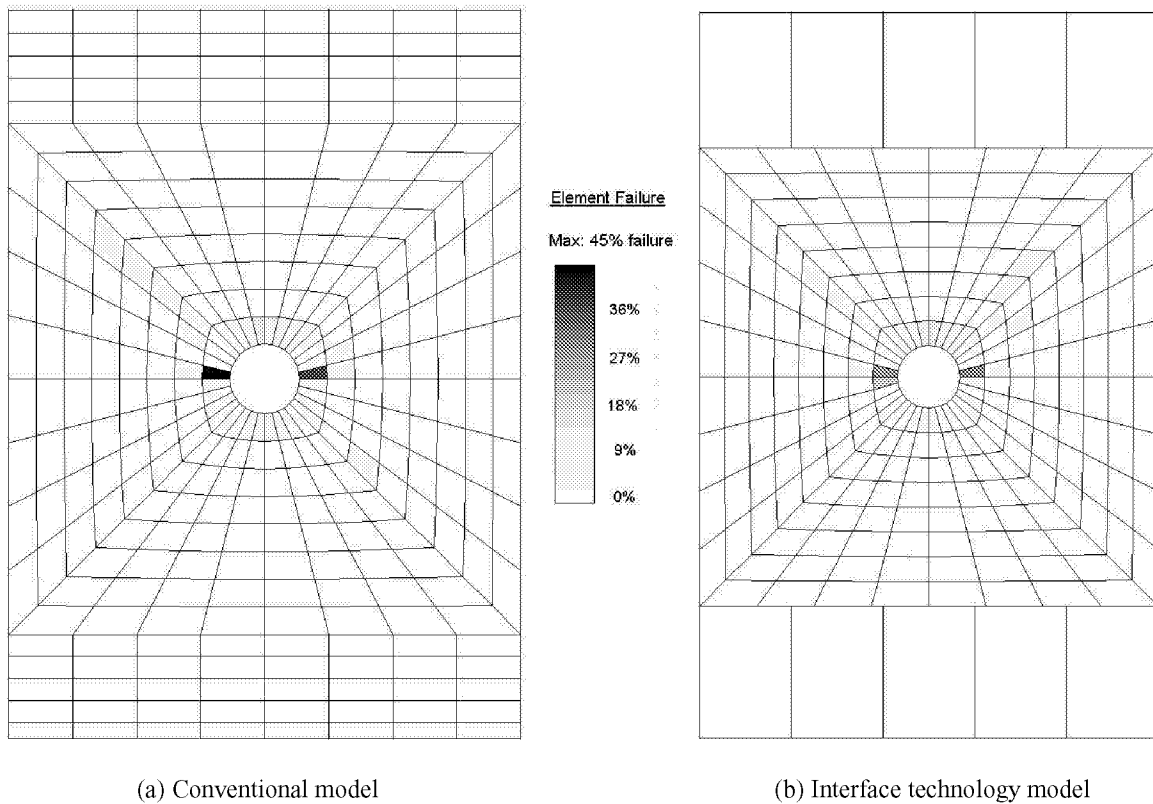 Element Failure
Max: 45% failure
36%
27%
18%
9%
0%
(a) Conventional model
(b) Interface technology model